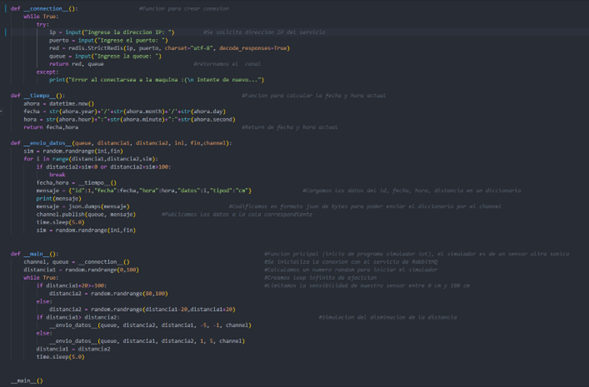 def __connection__():    #Funcion para crear conexion
    while True:
        try:
            ip = input("Ingrese la direccion IP: ")    #Se solicita direccion IP del servicio
            puerto = input("Ingrese el puerto: ")
            red = redis.StrictRedis(ip, puerto, charset="utf-8", decode_responses=True)
            queue = input("Ingrese la queue: ")
            return red, queue    #retornamos el canal
        except:
            print("Error al conectarsea a la maquina :(\n Intente de nuevo...")
def __tiempo__():    #Funcion para calcular la fecha y hora actual
    ahora = datetime.now()
    fecha = str(ahora.year)+'/'+str(ahora.month)+'/'+str(ahora.day)
    hora = str(ahora.hour)+":"+str(ahora.minute)+":"+str(ahora.second)
    return fecha,hora    #Return de fecha y hora actual
def __envio_datos__(queue, distancia1, distancia2, ini, fin,channel):
    sim = random.randrange(ini,fin)
    for i in range(distancia1,distancia2,sim):
        if distancia2+sim<0 or distancia2+sim>100:
            break
        fecha,hora = __tiempo__()
        mensaje = {"id":1,"fecha":fecha,"hora":hora,"datos":i,"tipod":"cm"}    #Cargamos los datos del id, fecha, hora, distancia en un diccionario
        print(mensaje)
        mensaje = json.dumps(mensaje)    #Codificamos en formato json de bytes para poder enviar el diccionario por el channel
        channel.publish(queue, mensaje)    #Publicamos los datos a la cola correspondiente
        time.sleep(5.0)
        sim = random.randrange(ini,fin)
def __main__():    #Funcion pricipal (inicio de programa simulador IoT), el simulador es de un sensor ultra sonico
    channel, queue = __connection__()    #Se inicializa la conexion con el servicio de RabbitMQ
    distancia1 = random.randrange(0,100)    #Calculamos un numero random para iniciar el simulador
    while True:    #Creamos loop infinito de ejecicion
        if distancia1+20>=100:    #Limitamos la sensibilidad de nuestro sensor entre 0 cm y 100 cm
            distancia2 = random.randrange(80,100)
        else:
            distancia2 = random.randrange(distancia1-20,distancia1+20)
        if distancia1> distancia2:    #Simulacion del disminucion de la distancia
            __envio_datos__(queue, distancia2, distancia1, -5, -1, channel)
        else:
            __envio_datos__(queue, distancia1, distancia2, 1, 5, channel)
        distancia1 = distancia2
        time.sleep(5.0)
__main__()